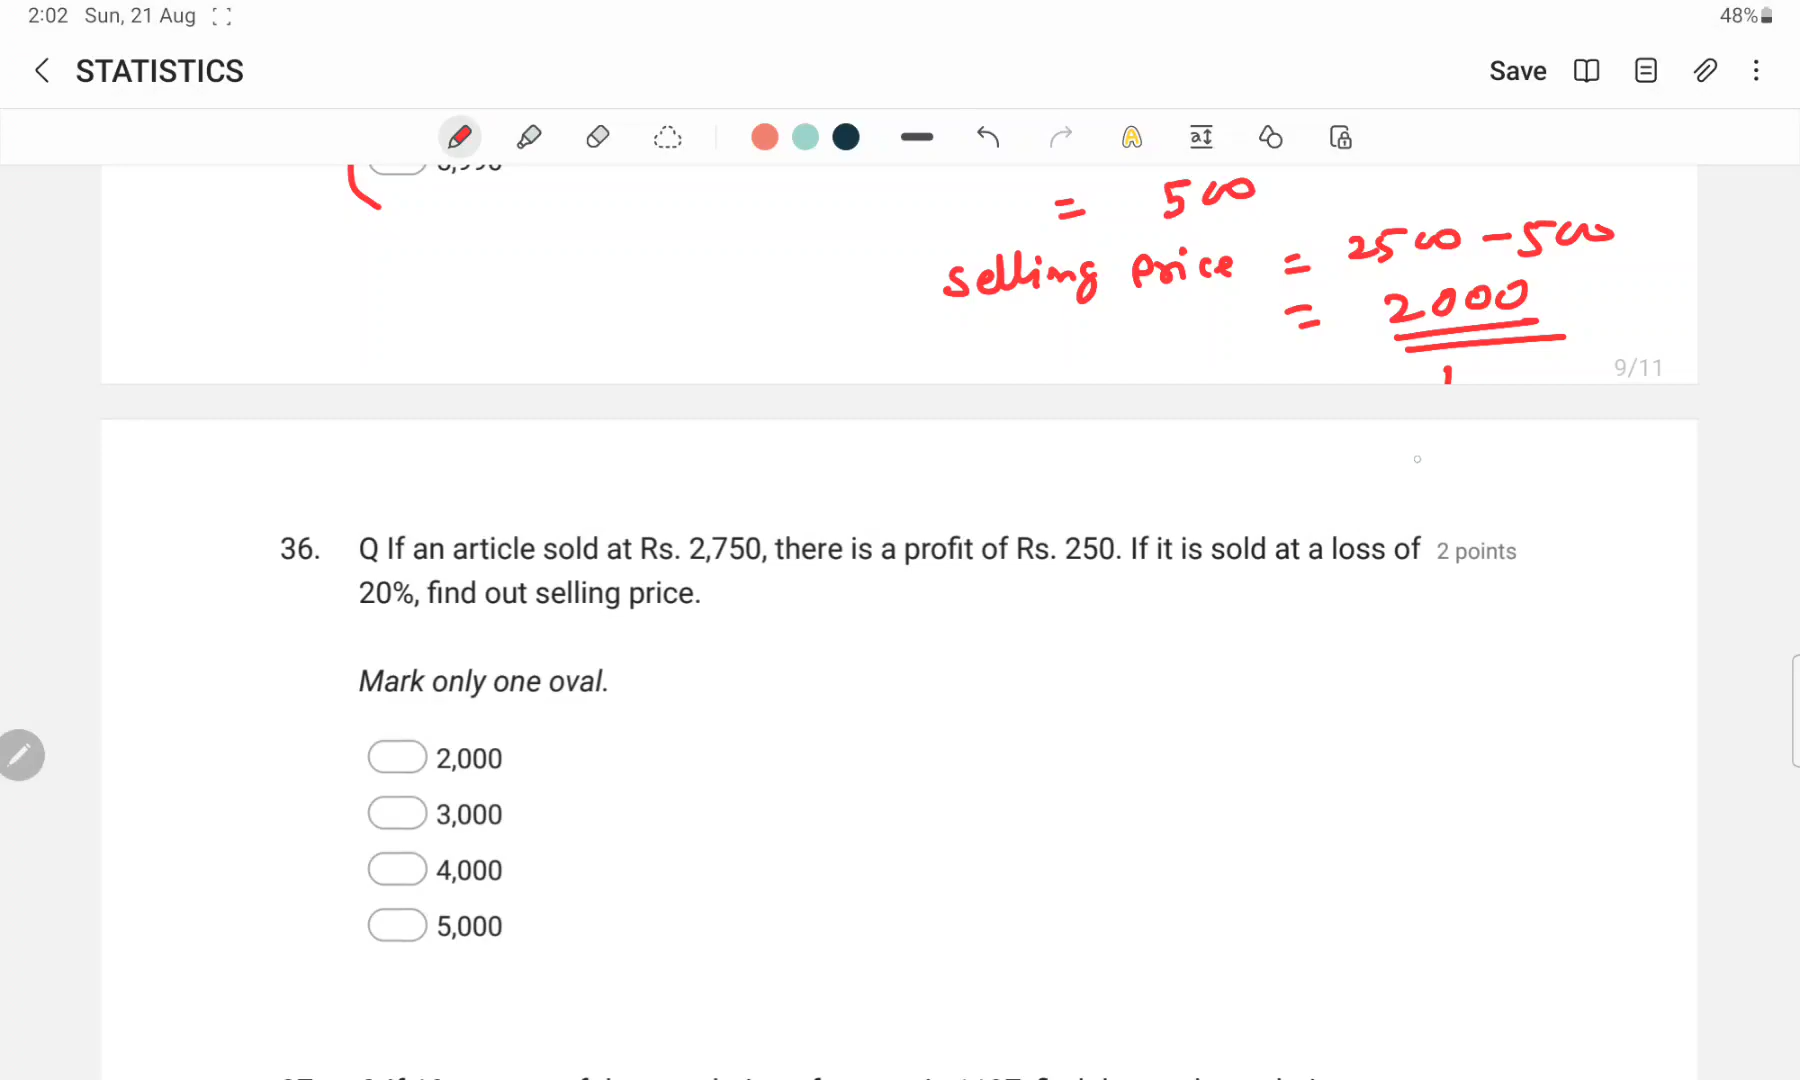 2:02 Sun, 21 Aug
48%
STATISTICS
Save
= 500
selling price = 2500 - 500
= 2000
9/11
36. Q If an article sold at Rs. 2,750, there is a profit of Rs. 250. If it is sold at a loss of 2 points
20%, find out selling price.
Mark only one oval.
2,000
3,000
4,000
5,000